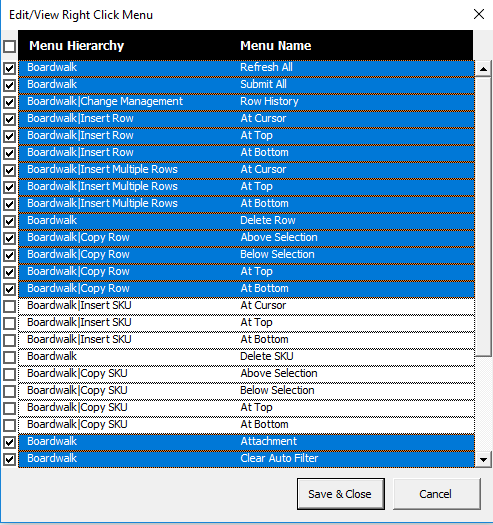 Edit/View Right Click Menu
Menu Hierarchy Menu Name
Boardwalk Refresh All
Boardwalk Submit All
Boardwalk|Change Management Row History
Boardwalk|Insert Row At Cursor
Boardwalk|Insert Row At Top
Boardwalk|Insert Row At Bottom
Boardwalk|Insert Multiple Rows At Cursor
Boardwalk|Insert Multiple Rows At Top
Boardwalk|Insert Multiple Rows At Bottom
Boardwalk Delete Row
Boardwalk|Copy Row Above Selection
Boardwalk|Copy Row Below Selection
Boardwalk|Copy Row At Top
Boardwalk|Copy Row At Bottom
Boardwalk|Insert SKU At Cursor
Boardwalk|Insert SKU At Top
Boardwalk|Insert SKU At Bottom
Boardwalk Delete SKU
Boardwalk|Copy SKU Above Selection
Boardwalk|Copy SKU Below Selection
Boardwalk|Copy SKU At Top
Boardwalk|Copy SKU At Bottom
Boardwalk Attachment
Boardwalk Clear Auto Filter
Save & Close Cancel